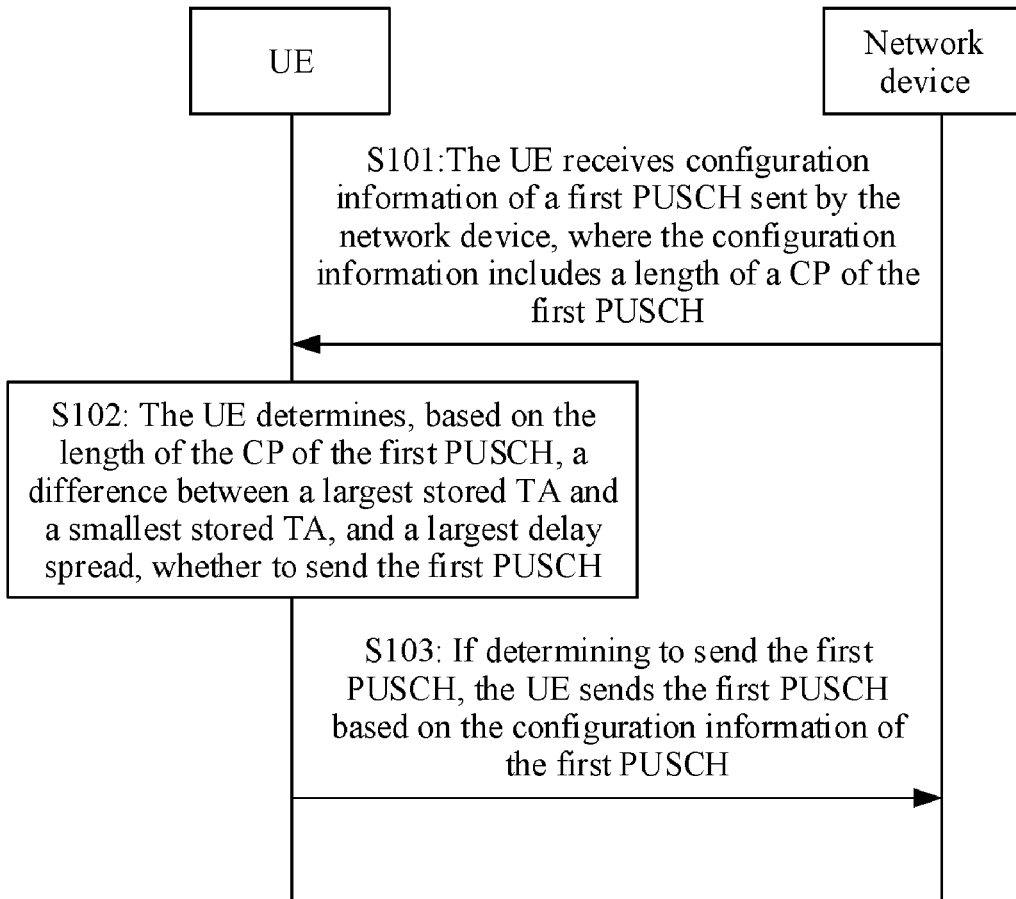 UE
Network
device
S101:The UE receives configuration
information of a first PUSCH sent by the
network device, where the configuration
information includes a length of a CP of the
first PUSCH
S102: The UE determines, based on the
length of the CP of the first PUSCH, a
difference between a largest stored TA and
a smallest stored TA, and a largest delay
spread, whether to send the first PUSCH
S103: If determining to send the first
PUSCH, the UE sends the first PUSCH
based on the configuration information of
the first PUSCH